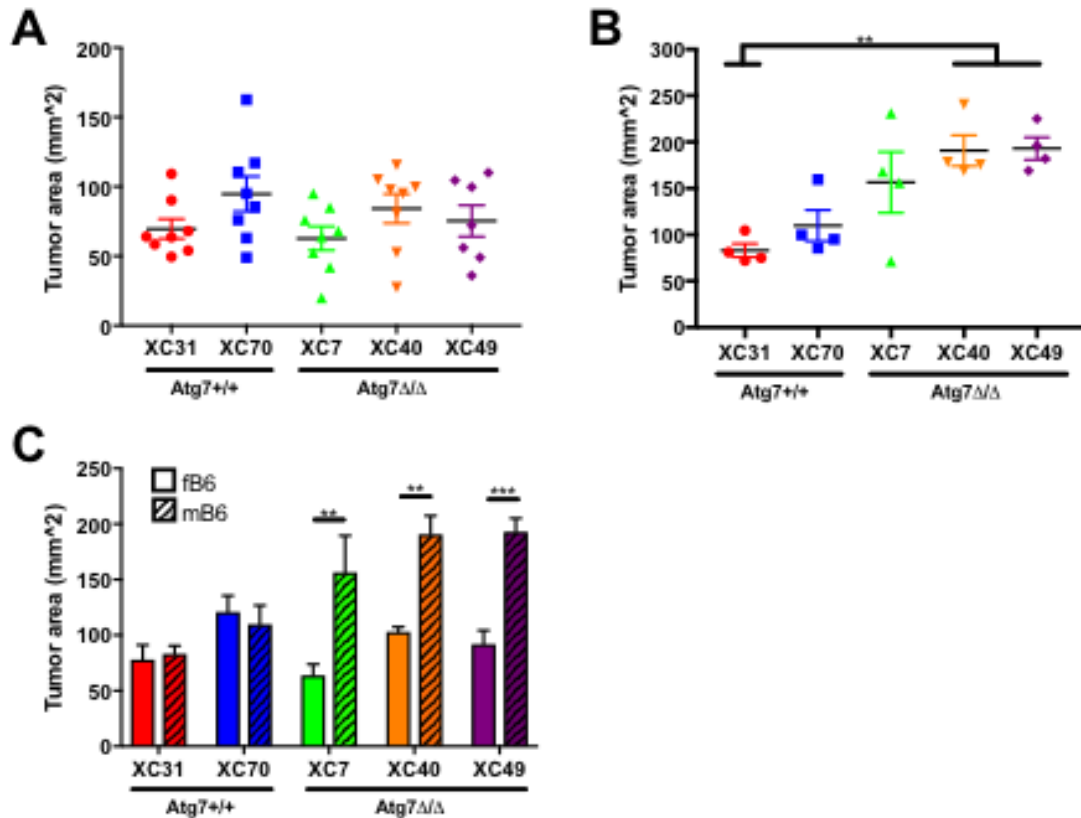 A
Tumor area (mm^2)
200
150
100
50
0
XC31 XC70 XC7 XC40 XC49
Atg7+/+ Atg7Δ/Δ
B
Tumor area (mm^2)
300
250
200
150
100
50
0
**
XC31 XC70 XC7 XC40 XC49
Atg7+/+ Atg7Δ/Δ
C
Tumor area (mm^2)
250
200
150
100
50
0
fB6
mB6
** ** ***
XC31 XC70 XC7 XC40 XC49
Atg7+/+ Atg7Δ/Δ